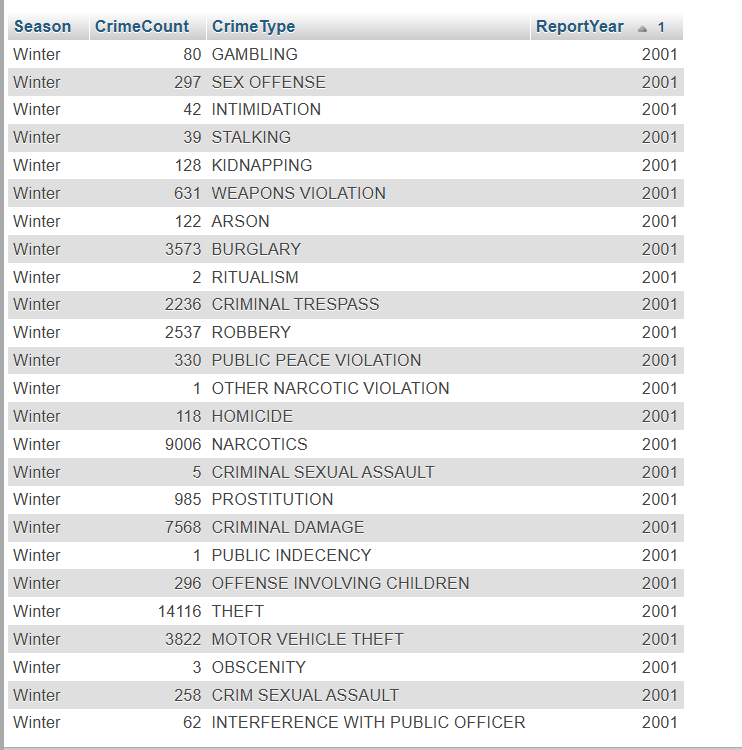 Season CrimeCount CrimeType ReportYear 1
Winter 80 GAMBLING 2001
Winter 297 SEX OFFENSE 2001
Winter 42 INTIMIDATION 2001
Winter 39 STALKING 2001
Winter 128 KIDNAPPING 2001
Winter 631 WEAPONS VIOLATION 2001
Winter 122 ARSON 2001
Winter 3573 BURGLARY 2001
Winter 2 RITUALISM 2001
Winter 2236 CRIMINAL TRESPASS 2001
Winter 2537 ROBBERY 2001
Winter 330 PUBLIC PEACE VIOLATION 2001
Winter 1 OTHER NARCOTIC VIOLATION 2001
Winter 118 HOMICIDE 2001
Winter 9006 NARCOTICS 2001
Winter 5 CRIMINAL SEXUAL ASSAULT 2001
Winter 985 PROSTITUTION 2001
Winter 7568 CRIMINAL DAMAGE 2001
Winter 1 PUBLIC INDECENCY 2001
Winter 296 OFFENSE INVOLVING CHILDREN 2001
Winter 14116 THEFT 2001
Winter 3822 MOTOR VEHICLE THEFT 2001
Winter 3 OBSCENITY 2001
Winter 258 CRIM SEXUAL ASSAULT 2001
Winter 62 INTERFERENCE WITH PUBLIC OFFICER 2001